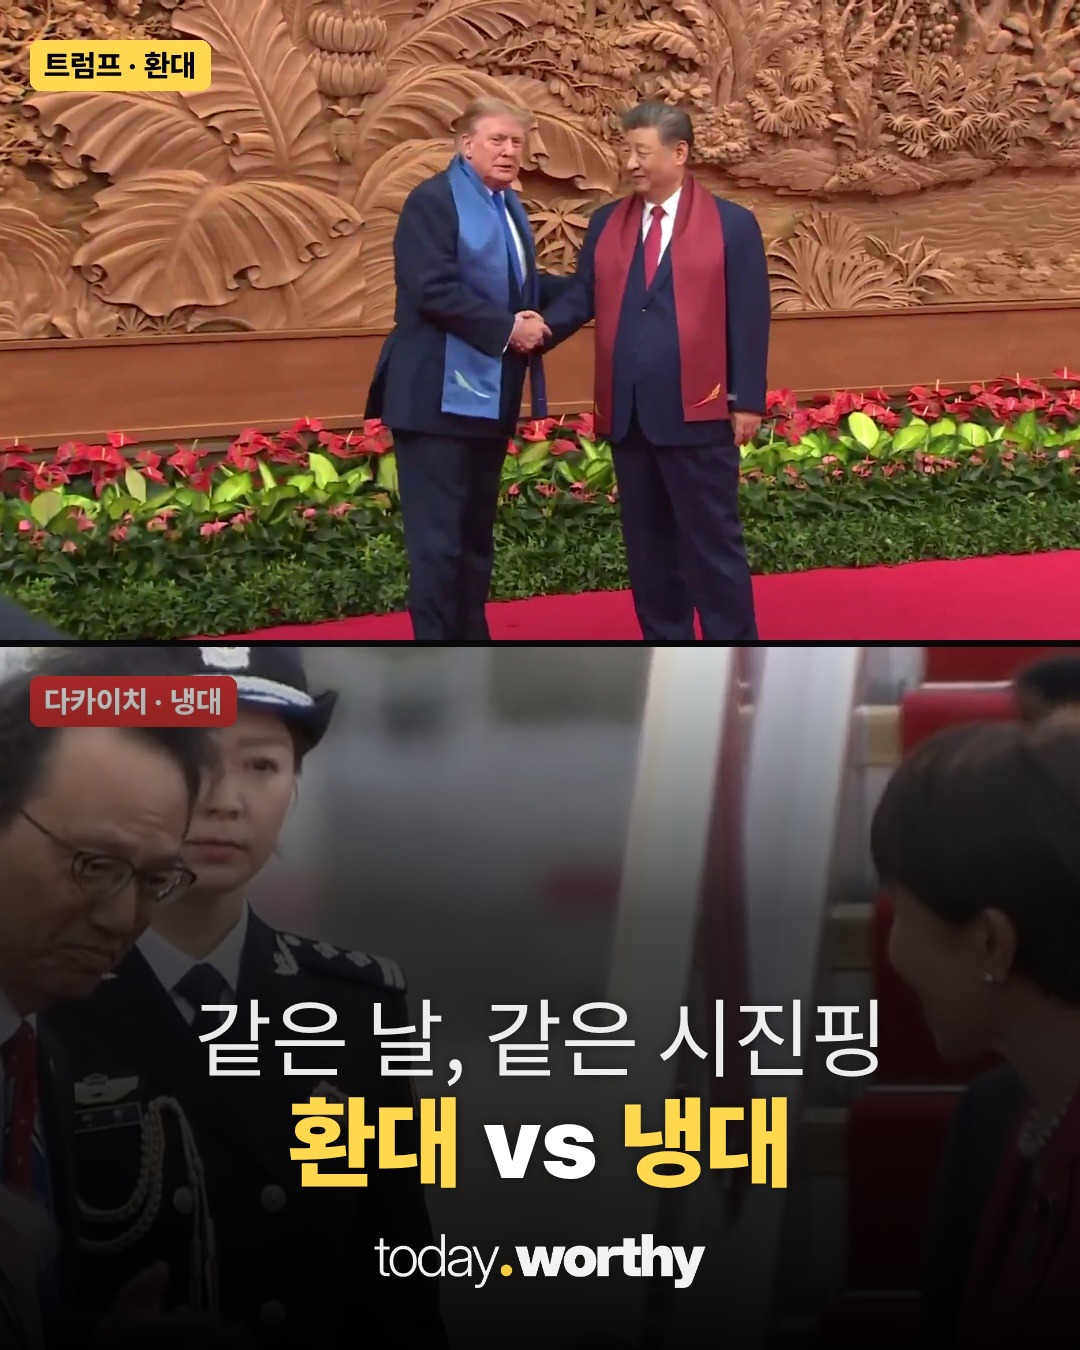 트럼프 · 환대
다카이치 · 냉대
같은 날, 같은 시진핑
환대 vs 냉대
today.worthy